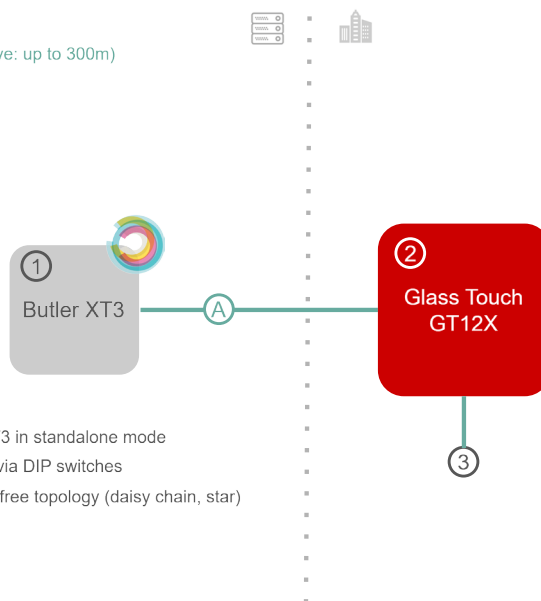 ve: up to 300m)
1
2
Butler XT3
A
Glass Touch
GT12X
3 in standalone mode
3
via DIP switches
free topology (daisy chain, star)